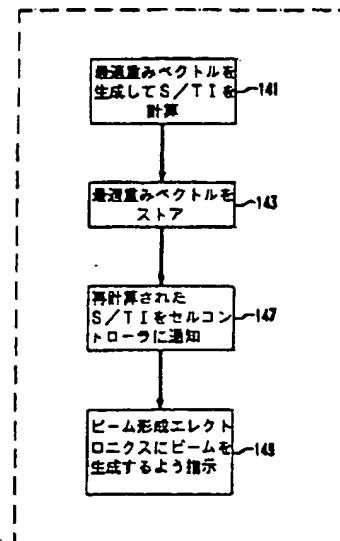 最適重みベクトルを
生成してS/TIを
計算
141
最適重みベクトルを
ストア
143
再計算された
S/TIをセルコン
トローラに通知
147
ビーム形成エレクト
ロニクスにビームを
生成するよう指示
149